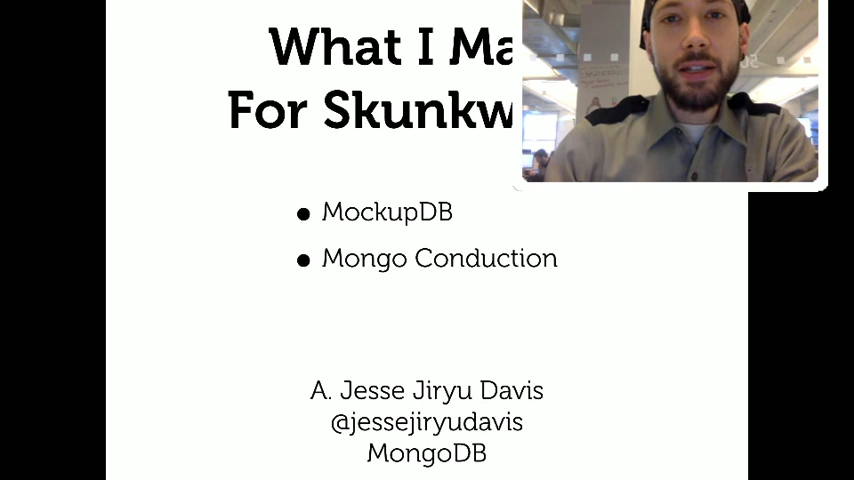 What I Ma
For Skunkw
• MockupDB
• Mongo Conduction
A. Jesse Jiryu Davis
@jessejiryudavis
MongoDB